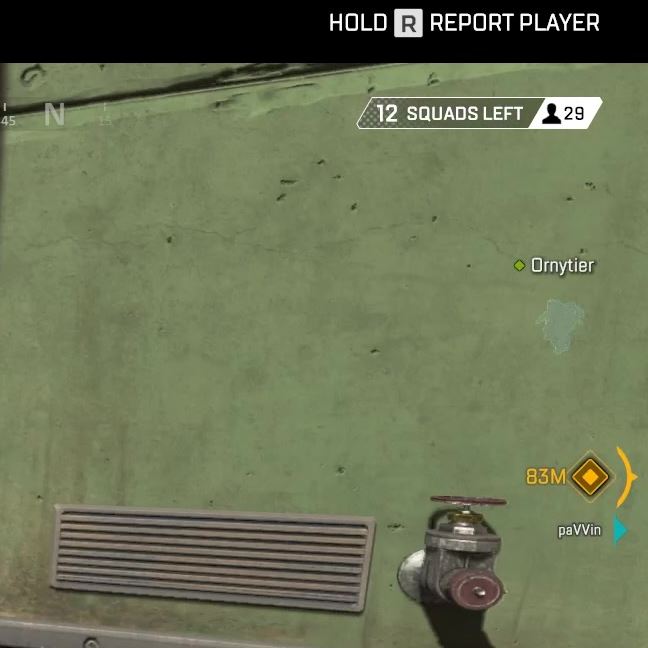 HOLD R REPORT PLAYER
45 N 15
12 SQUADS LEFT 29
Ornytier
83M
paVVin